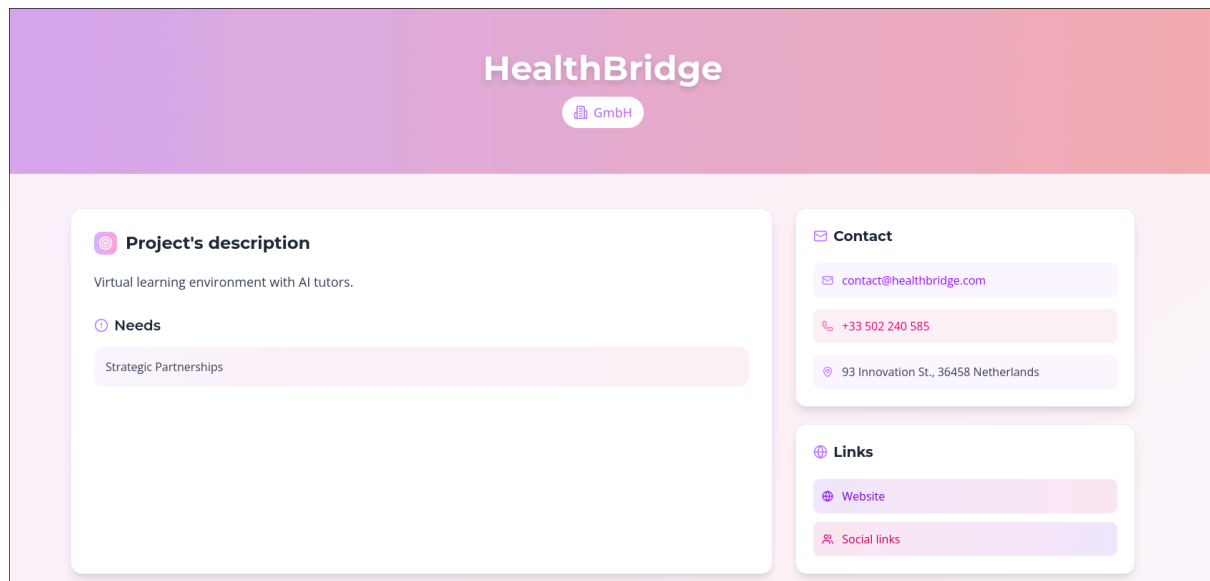 HealthBridge
GmbH
Project's description
Virtual learning environment with AI tutors.
Needs
Strategic Partnerships
Contact
contact@healthbridge.com
+33 502 240 585
93 Innovation St., 36458 Netherlands
Links
Website
Social links